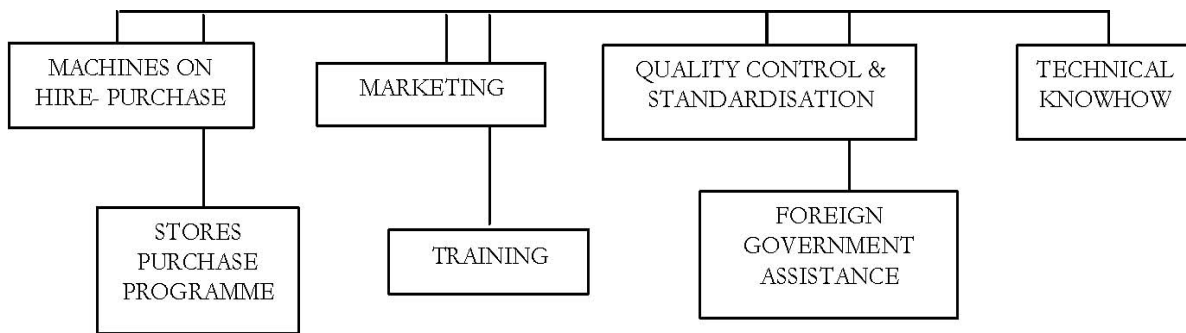 MACHINES ON
HIRE- PURCHASE
MARKETING
QUALITY CONTROL &
STANDARDISATION
TECHNICAL
KNOWHOW
STORES
PURCHASE
PROGRAMME
TRAINING
FOREIGN
GOVERNMENT
ASSISTANCE